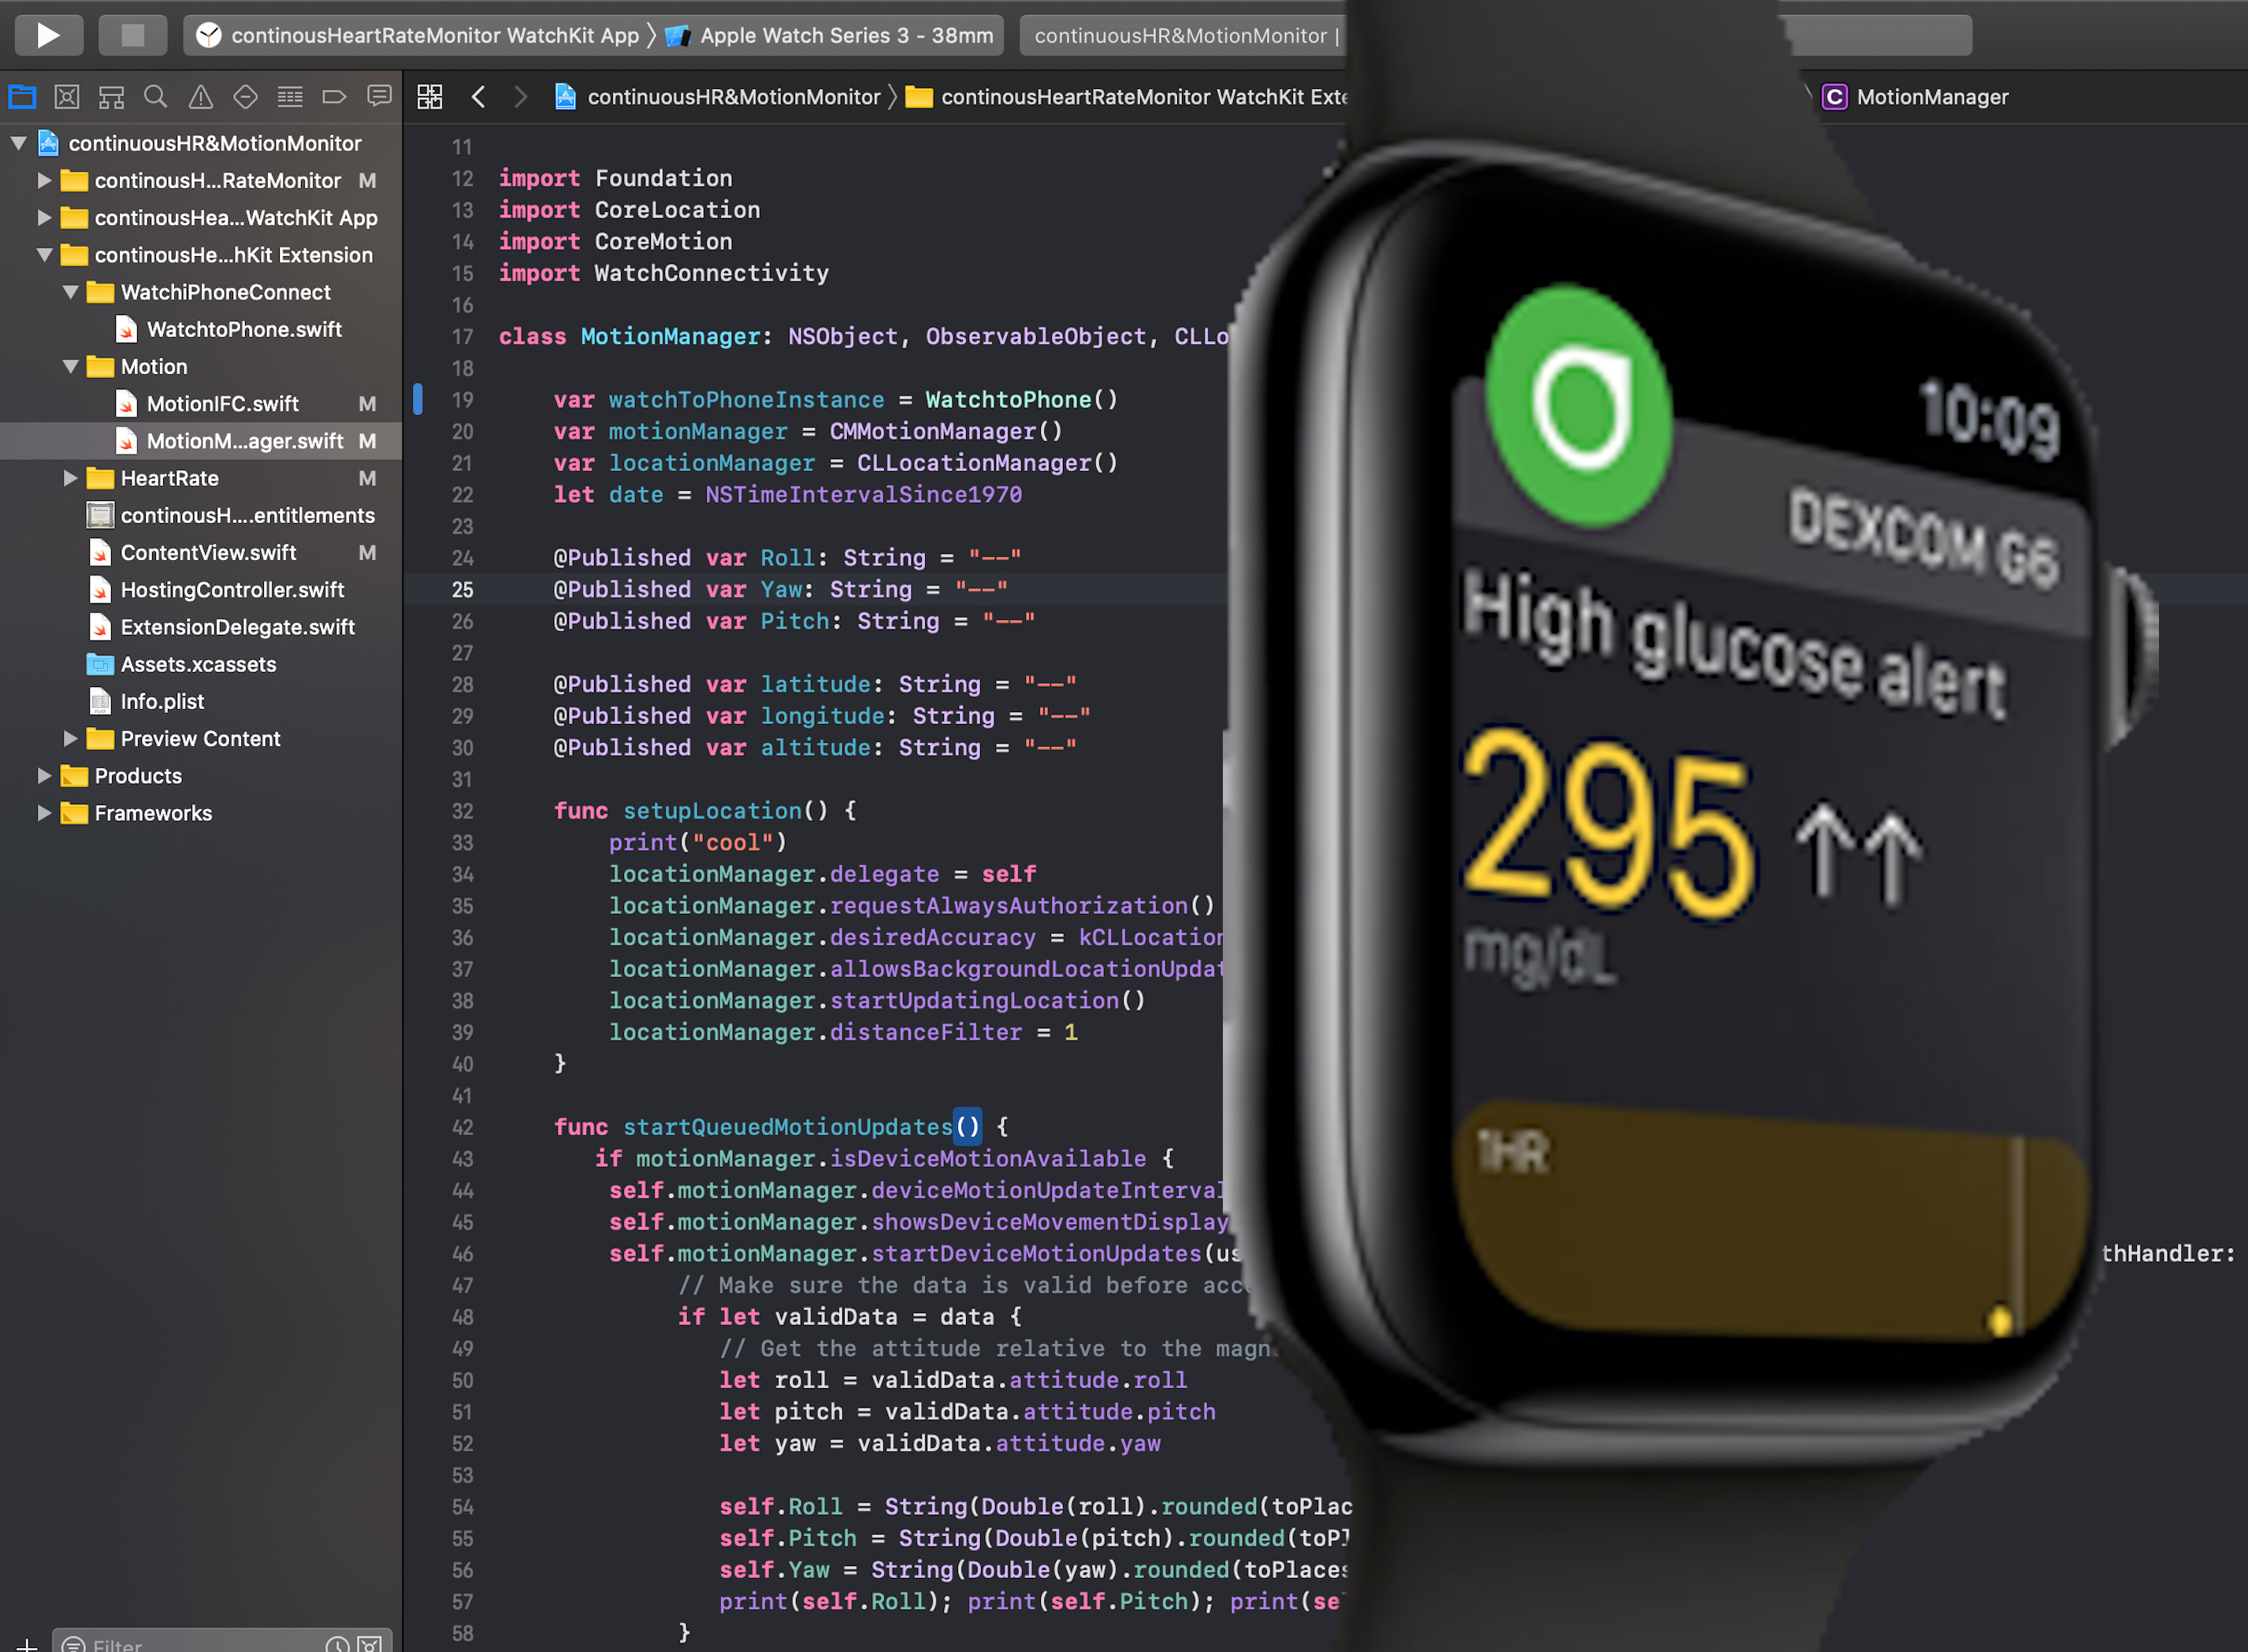 continousHeartRateMonitor WatchKit App 〉 Apple Watch Series 3 - 38mm
continuousHR&MotionMonitor |
continuousHR&MotionMonitor 〉 continousHeartRateMonitor WatchKit Exte
C MotionManager
continuousHR&MotionMonitor
continousH...RateMonitor M
continousHea...WatchKit App
continousHe...hKit Extension
WatchiPhoneConnect
WatchtoPhone.swift
Motion
MotionIFC.swift M
MotionM...ager.swift M
HeartRate M
continousH....entitlements
ContentView.swift M
HostingController.swift
ExtensionDelegate.swift
Assets.xcassets
Info.plist
Preview Content
Products
Frameworks
Filter
11
12 import Foundation
13 import CoreLocation
14 import CoreMotion
15 import WatchConnectivity
16
17 class MotionManager: NSObject, ObservableObject, CLLo
18
19 var watchToPhoneInstance = WatchtoPhone()
20 var motionManager = CMMotionManager()
21 var locationManager = CLLocationManager()
22 let date = NSTimeIntervalSince1970
23
24 @Published var Roll: String = "--"
25 @Published var Yaw: String = "--"
26 @Published var Pitch: String = "--"
27
28 @Published var latitude: String = "--"
29 @Published var longitude: String = "--"
30 @Published var altitude: String = "--"
31
32 func setupLocation() {
33 print("cool")
34 locationManager.delegate = self
35 locationManager.requestAlwaysAuthorization()
36 locationManager.desiredAccuracy = kCLLocation
37 locationManager.allowsBackgroundLocationUpdat
38 locationManager.startUpdatingLocation()
39 locationManager.distanceFilter = 1
40 }
41
42 func startQueuedMotionUpdates() {
43 if motionManager.isDeviceMotionAvailable {
44 self.motionManager.deviceMotionUpdateInterval
45 self.motionManager.showsDeviceMovementDisplay
46 self.motionManager.startDeviceMotionUpdates(us thHandler:
47 // Make sure the data is valid before acc
48 if let validData = data {
49 // Get the attitude relative to the magn
50 let roll = validData.attitude.roll
51 let pitch = validData.attitude.pitch
52 let yaw = validData.attitude.yaw
53
54 self.Roll = String(Double(roll).rounded(toPlac
55 self.Pitch = String(Double(pitch).rounded(toPl
56 self.Yaw = String(Double(yaw).rounded(toPlaces
57 print(self.Roll); print(self.Pitch); print(se
58 }
10:09
DEXCOM G6
High glucose alert
295 ↑↑
mg/dL
1HR